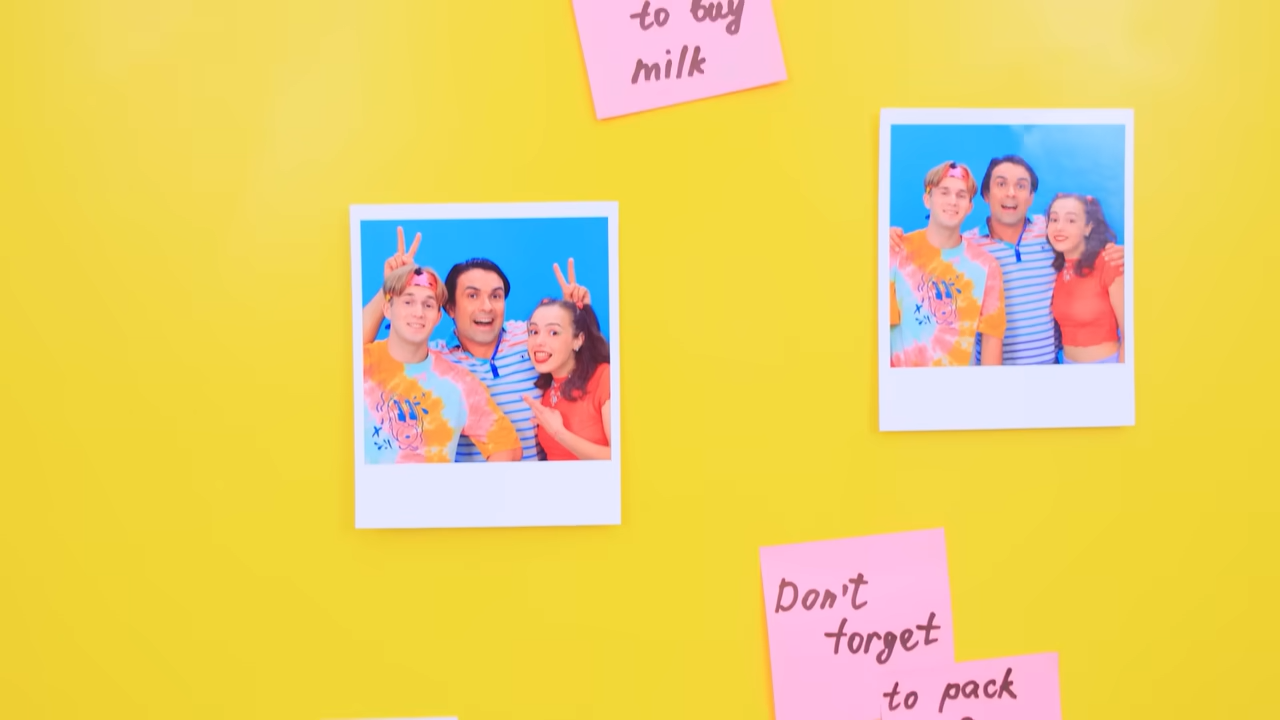 to buy
milk
Don't
forget
to pack